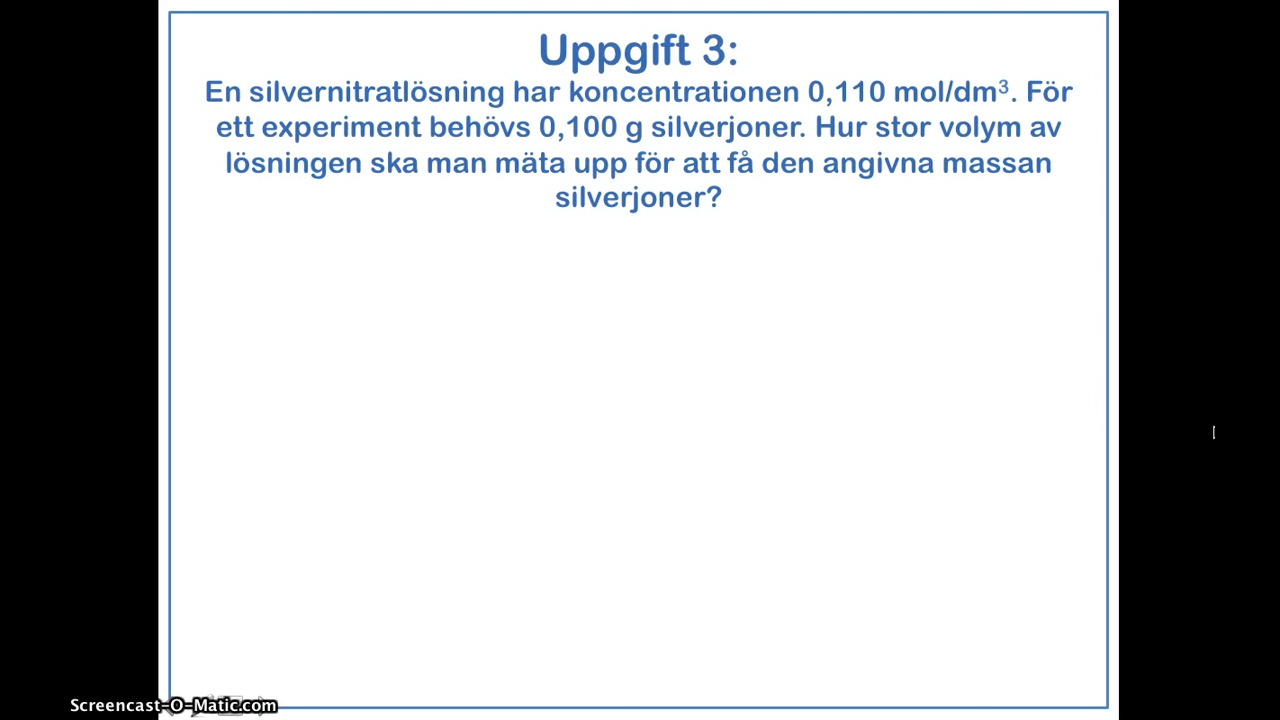 Uppgift 3:
En silvernitratlösning har koncentrationen 0,110 mol/dm³. För
ett experiment behövs 0,100 g silverjoner. Hur stor volym av
lösningen ska man mäta upp för att få den angivna massan
silverjoner?
Screencast-O-Matic.com